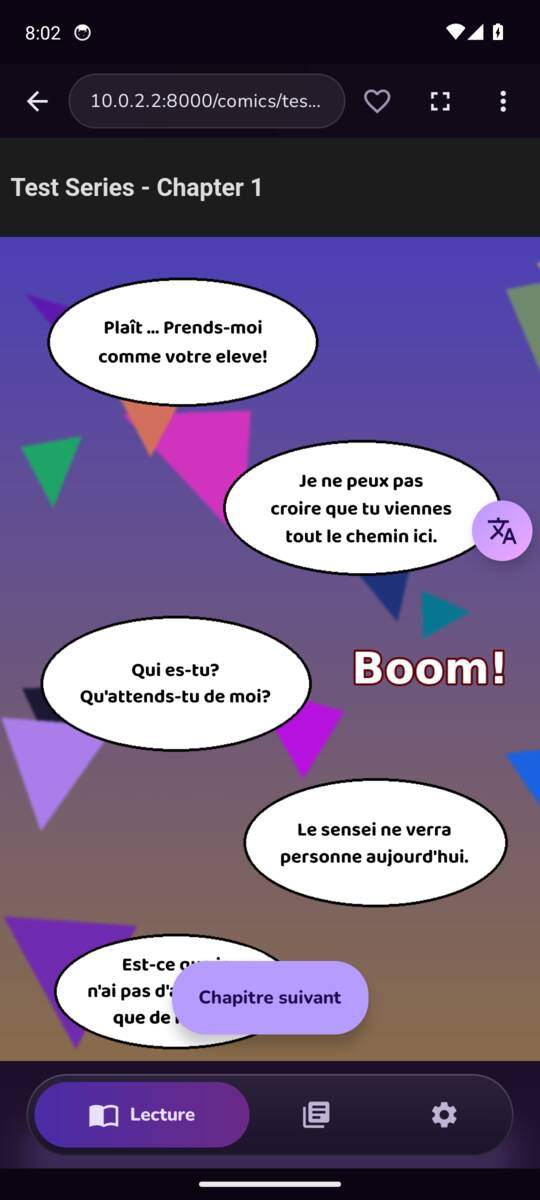 8:02
10.0.2.2:8000/comics/tes...
Test Series - Chapter 1
Plaît ... Prends-moi
comme votre eleve!
Je ne peux pas
croire que tu viennes
tout le chemin ici.
Qui es-tu?
Qu'attends-tu de moi?
Boom!
Le sensei ne verra
personne aujourd'hui.
Est-ce
n'ai pas
que de
Chapitre suivant
Lecture